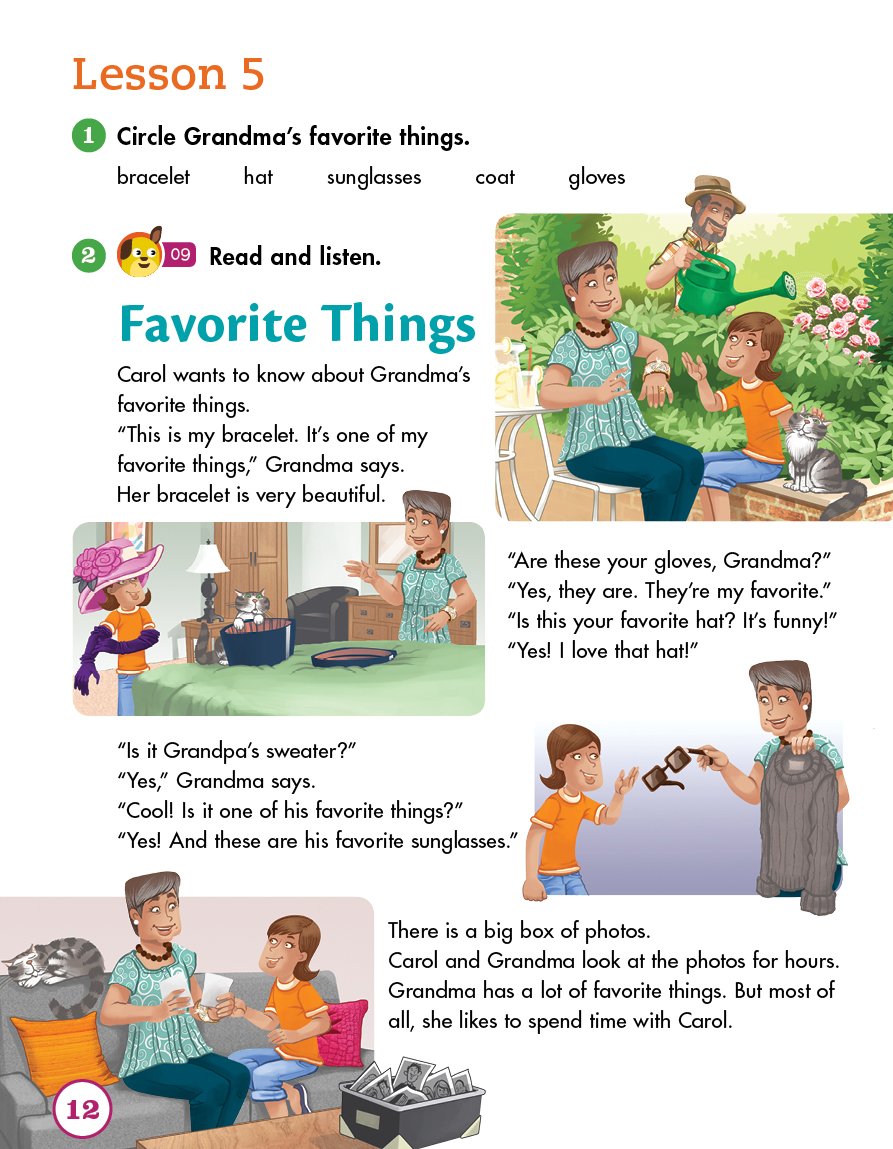 Lesson 5
1 Circle Grandma's favorite things.
bracelet hat sunglasses coat gloves
2 09 Read and listen.
Favorite Things
Carol wants to know about Grandma's
favorite things.
“This is my bracelet. It's one of my
favorite things,” Grandma says.
Her bracelet is very beautiful.
“Are these your gloves, Grandma?”
“Yes, they are. They're my favorite.”
“Is this your favorite hat? It's funny!”
“Yes! I love that hat!”
“Is it Grandpa's sweater?”
“Yes,” Grandma says.
“Cool! Is it one of his favorite things?”
“Yes! And these are his favorite sunglasses.”
There is a big box of photos.
Carol and Grandma look at the photos for hours.
Grandma has a lot of favorite things. But most of
all, she likes to spend time with Carol.
12